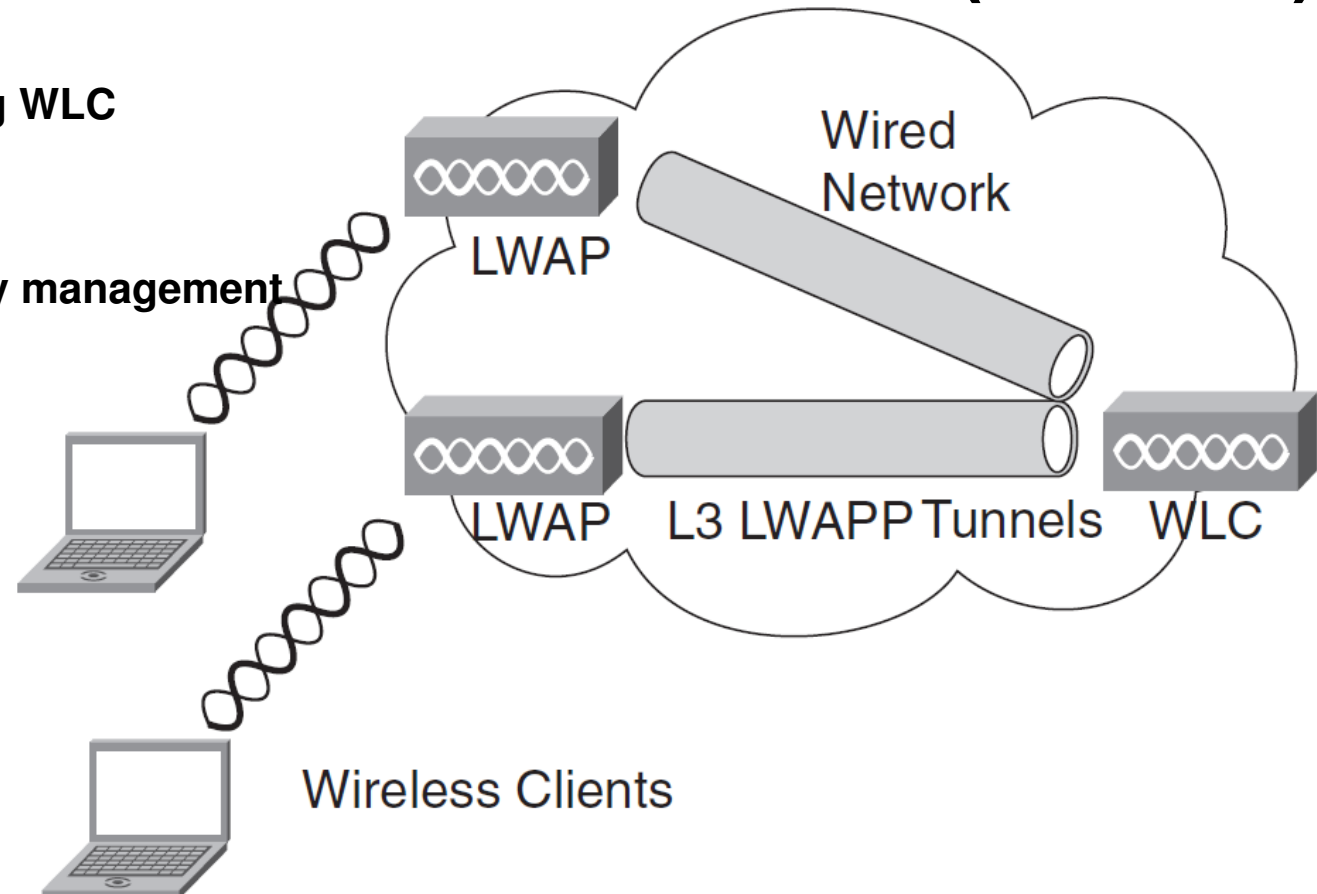 WLC
Wired
Network
LWAP
management
LWAP
L3 LWAPP Tunnels
WLC
Wireless Clients